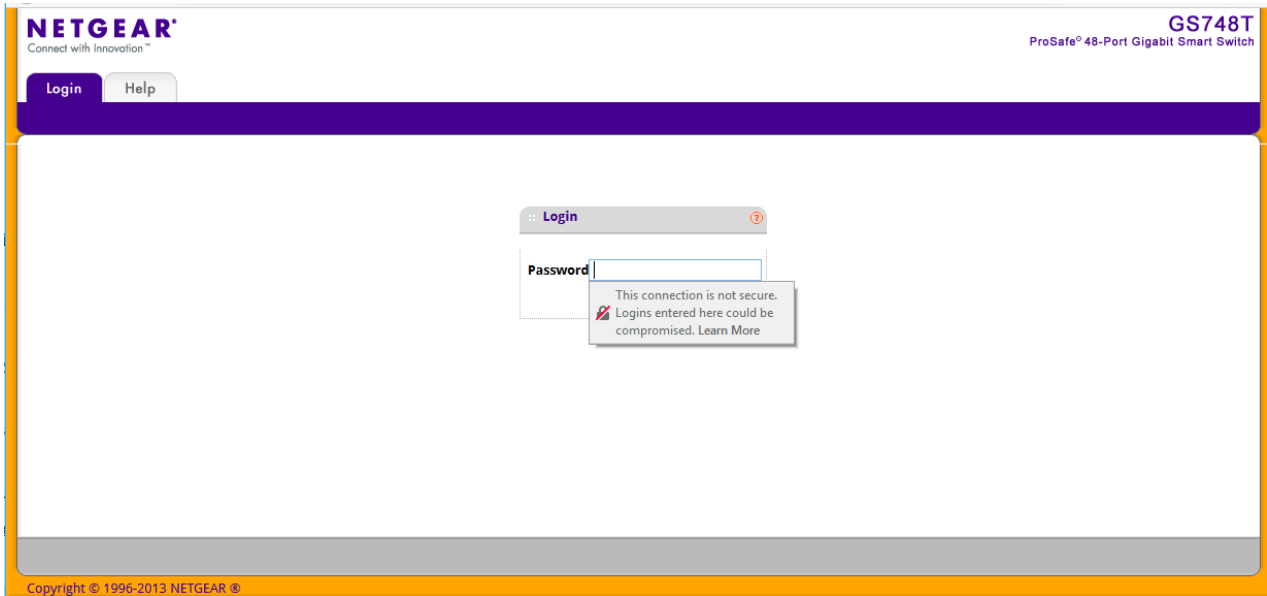 NETGEAR®
Connect with Innovation™
GS748T
ProSafe® 48-Port Gigabit Smart Switch
Login
Help
:: Login
?
Password
This connection is not secure.
Logins entered here could be
compromised. Learn More
Copyright © 1996-2013 NETGEAR ®